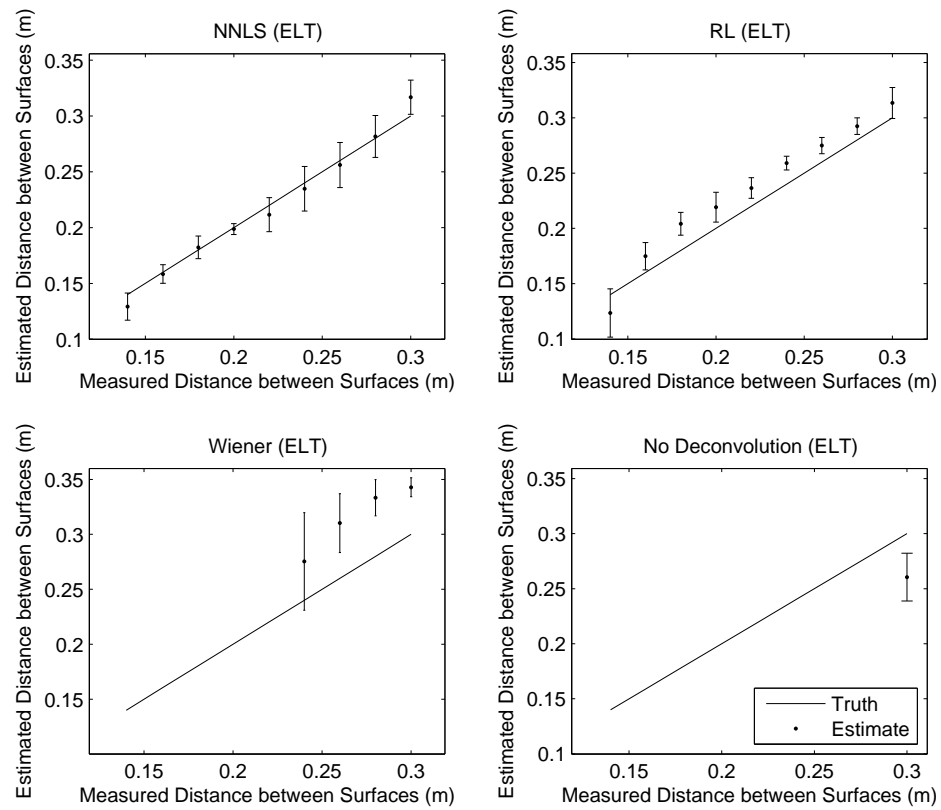 NNLS (ELT)
Estimated Distance between Surfaces (m)
0.35
0.3
0.25
0.2
0.15
0.1
0.15 0.2 0.25 0.3
Measured Distance between Surfaces (m)
RL (ELT)
Estimated Distance between Surfaces (m)
0.35
0.3
0.25
0.2
0.15
0.1
0.15 0.2 0.25 0.3
Measured Distance between Surfaces (m)
Wiener (ELT)
Estimated Distance between Surfaces (m)
0.35
0.3
0.25
0.2
0.15
0.15 0.2 0.25 0.3
Measured Distance between Surfaces (m)
No Deconvolution (ELT)
Estimated Distance between Surfaces (m)
0.35
0.3
0.25
0.2
0.15
0.1
0.15 0.2 0.25 0.3
Measured Distance between Surfaces (m)
Truth
Estimate